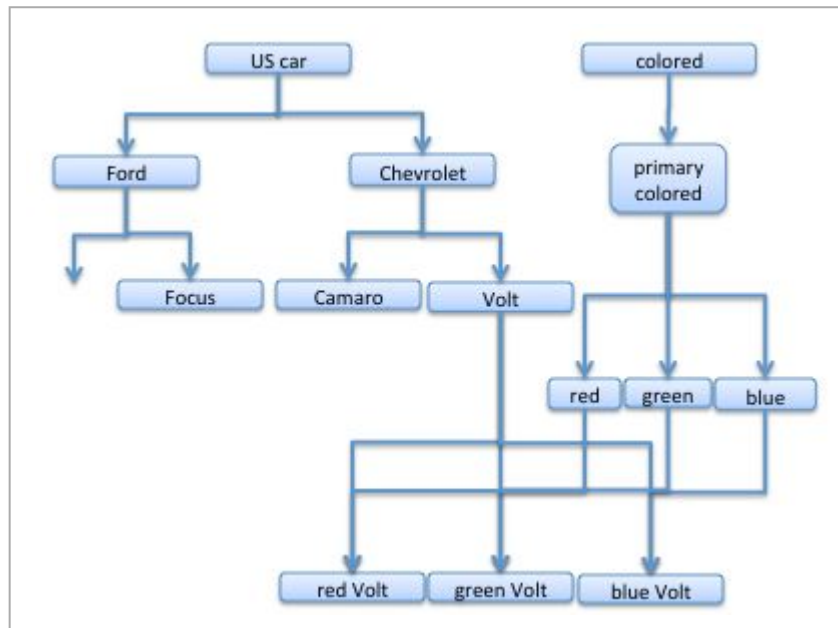 US car
colored
Ford
Chevrolet
primary
colored
Focus
Camaro
Volt
red
green
blue
red Volt
green Volt
blue Volt